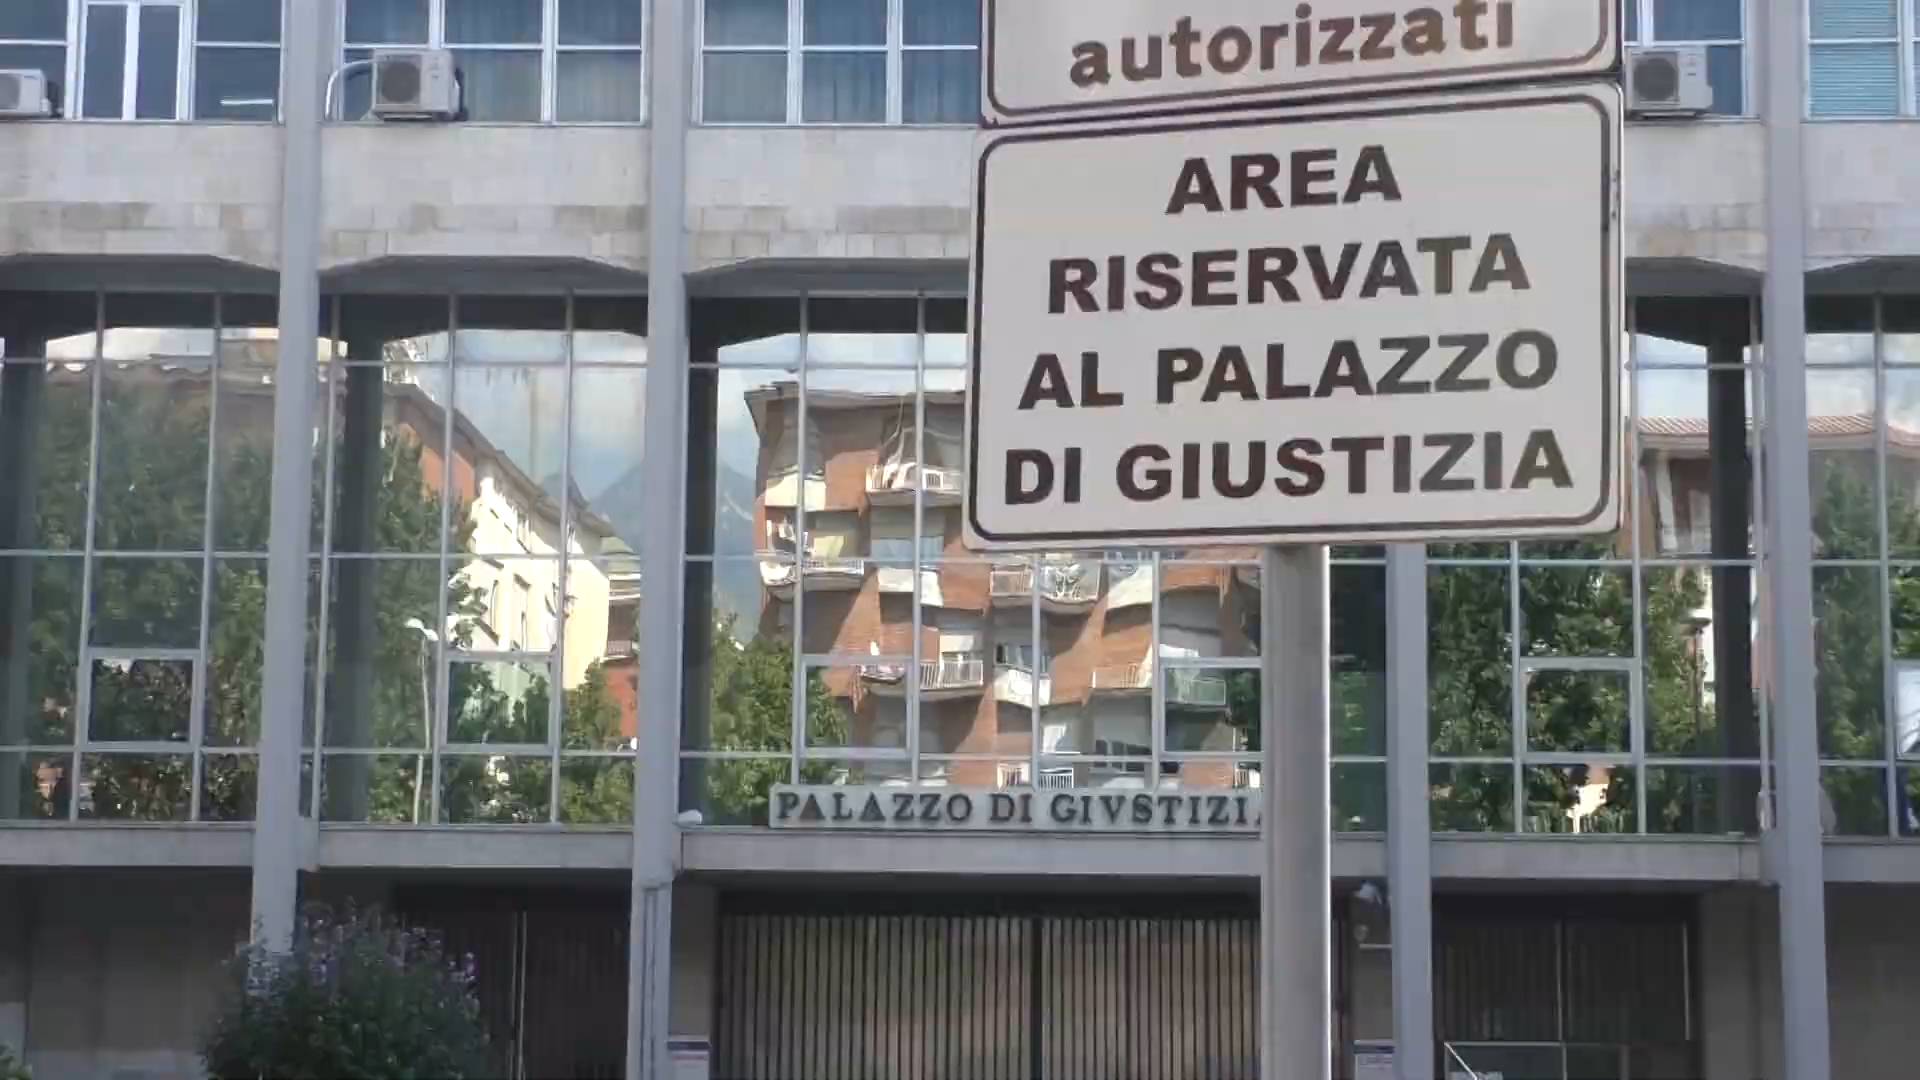 autorizzati
AREA
RISERVATA
AL PALAZZO
DI GIUSTIZIA
PALAZZO DI GIVSTIZIA